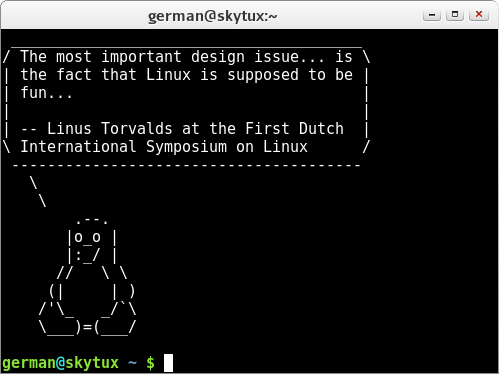 german@skytux:~
 _______________________________________
/ The most important design issue... is \
| the fact that Linux is supposed to be |
| fun...                                |
|                                       |
| -- Linus Torvalds at the First Dutch  |
\ International Symposium on Linux      /
 ---------------------------------------
   \
    \
        .--.
       |o_o |
       |:_/ |
      //   \ \
     (|     | )
    /'\_   _/`\
    \___)=(___/

german@skytux ~ $